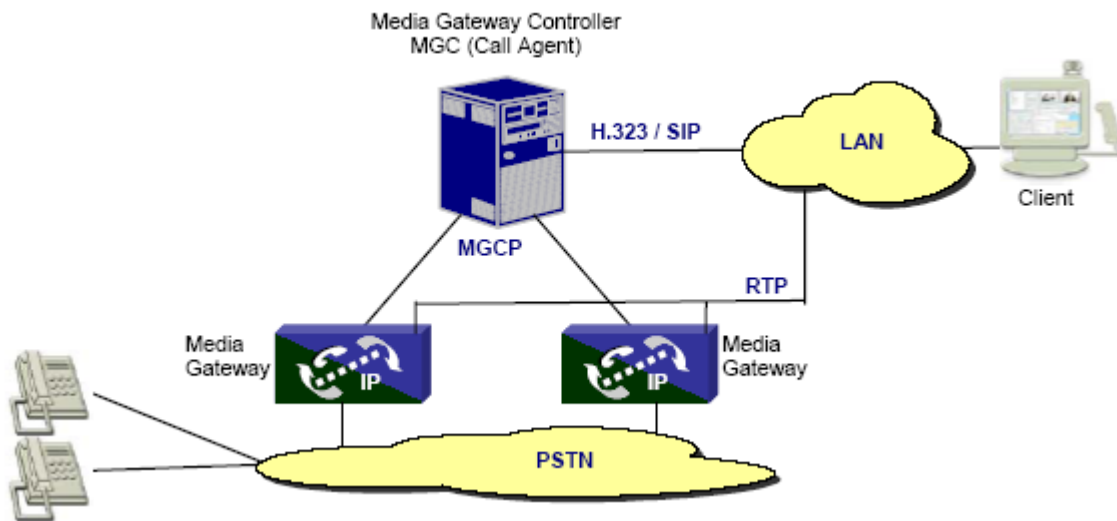 Media Gateway Controller
MGC (Call Agent)
H.323 / SIP
LAN
Client
MGCP
RTP
Media
Gateway
IP
Media
Gateway
IP
PSTN